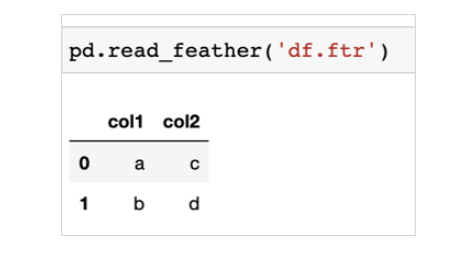 pd.read_feather('df.ftr')
col1 col2
0 a c
1 b d